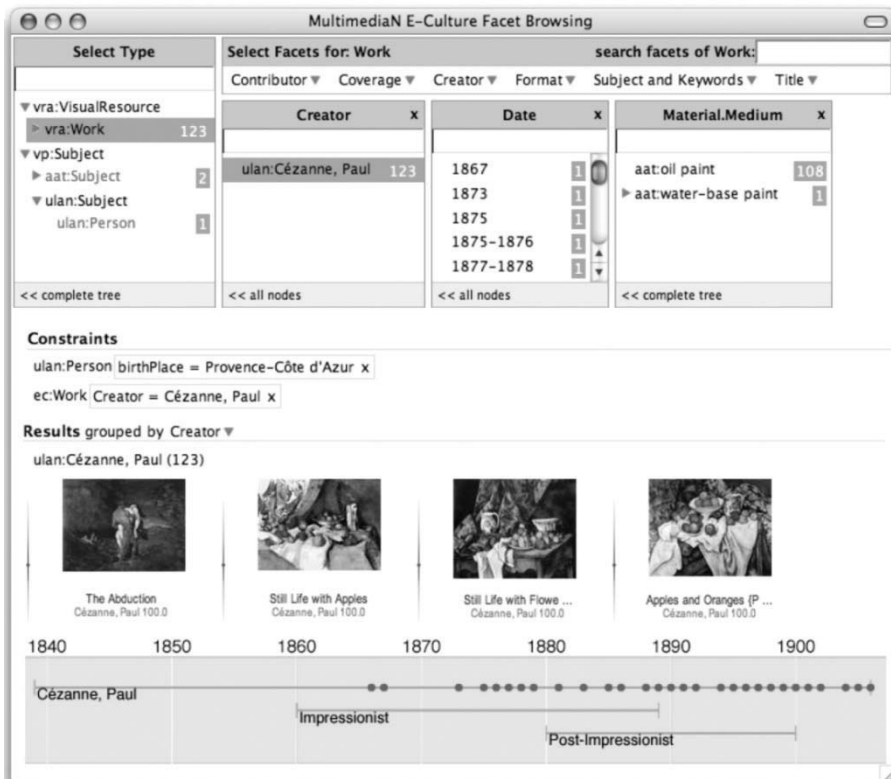 MultimediaN E-Culture Facet Browsing
Select Type
Select Facets for: Work search facets of Work:
Contributor ▼ Coverage ▼ Creator ▼ Format ▼ Subject and Keywords ▼ Title ▼
▼ vra:VisualResource
▶ vra:Work 123
▼ vp:Subject
▶ aat:Subject 2
▼ ulan:Subject
ulan:Person 1
<< complete tree
Creator x
ulan:Cézanne, Paul 123
<< all nodes
Date x
1867 1
1873 1
1875 1
1875-1876 1
1877-1878 1
<< all nodes
Material.Medium x
aat:oil paint 108
▶ aat:water-base paint 1
<< complete tree
Constraints
ulan:Person birthPlace = Provence-Côte d'Azur x
ec:Work Creator = Cézanne, Paul x
Results grouped by Creator ▼
ulan:Cézanne, Paul (123)
The Abduction
Cézanne, Paul 100.0
Still Life with Apples
Cézanne, Paul 100.0
Still Life with Flowe ...
Cézanne, Paul 100.0
Apples and Oranges {P ...
Cézanne, Paul 100.0
1840 1850 1860 1870 1880 1890 1900
Cézanne, Paul
Impressionist
Post-Impressionist